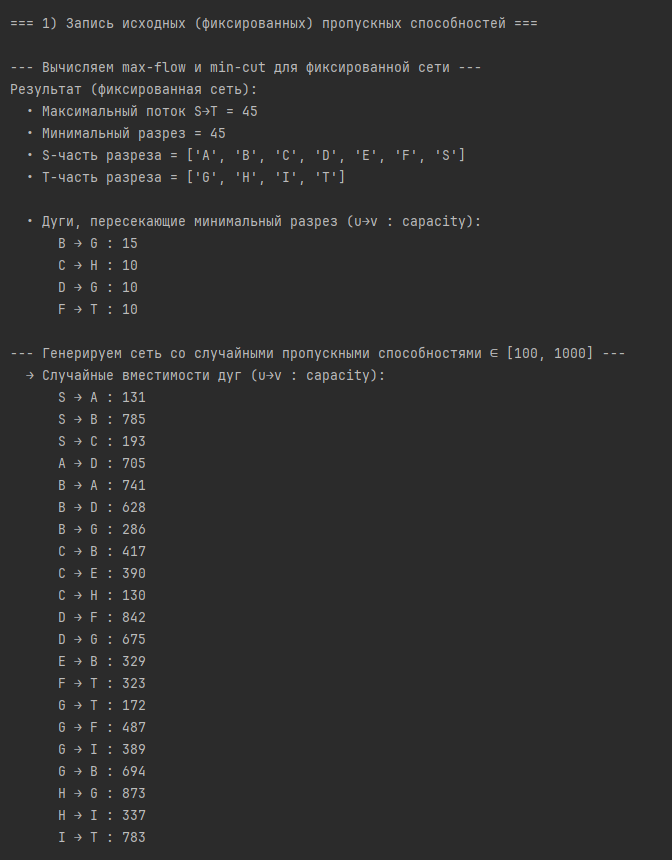 === 1) Запись исходных (фиксированных) пропускных способностей ===
--- Вычисляем max-flow и min-cut для фиксированной сети ---
Результат (фиксированная сеть):
• Максимальный поток S→T = 45
• Минимальный разрез = 45
• S-часть разреза = ['A', 'B', 'C', 'D', 'E', 'F', 'S']
• T-часть разреза = ['G', 'H', 'I', 'T']
• Дуги, пересекающие минимальный разрез (u→v : capacity):
B → G : 15
C → H : 10
D → G : 10
F → T : 10
--- Генерируем сеть со случайными пропускными способностями ∈ [100, 1000] ---
→ Случайные вместимости дуг (u→v : capacity):
S → A : 131
S → B : 785
S → C : 193
A → D : 705
B → A : 741
B → D : 628
B → G : 286
C → B : 417
C → E : 390
C → H : 130
D → F : 842
D → G : 675
E → B : 329
F → T : 323
G → T : 172
G → F : 487
G → I : 389
G → B : 694
H → G : 873
H → I : 337
I → T : 783